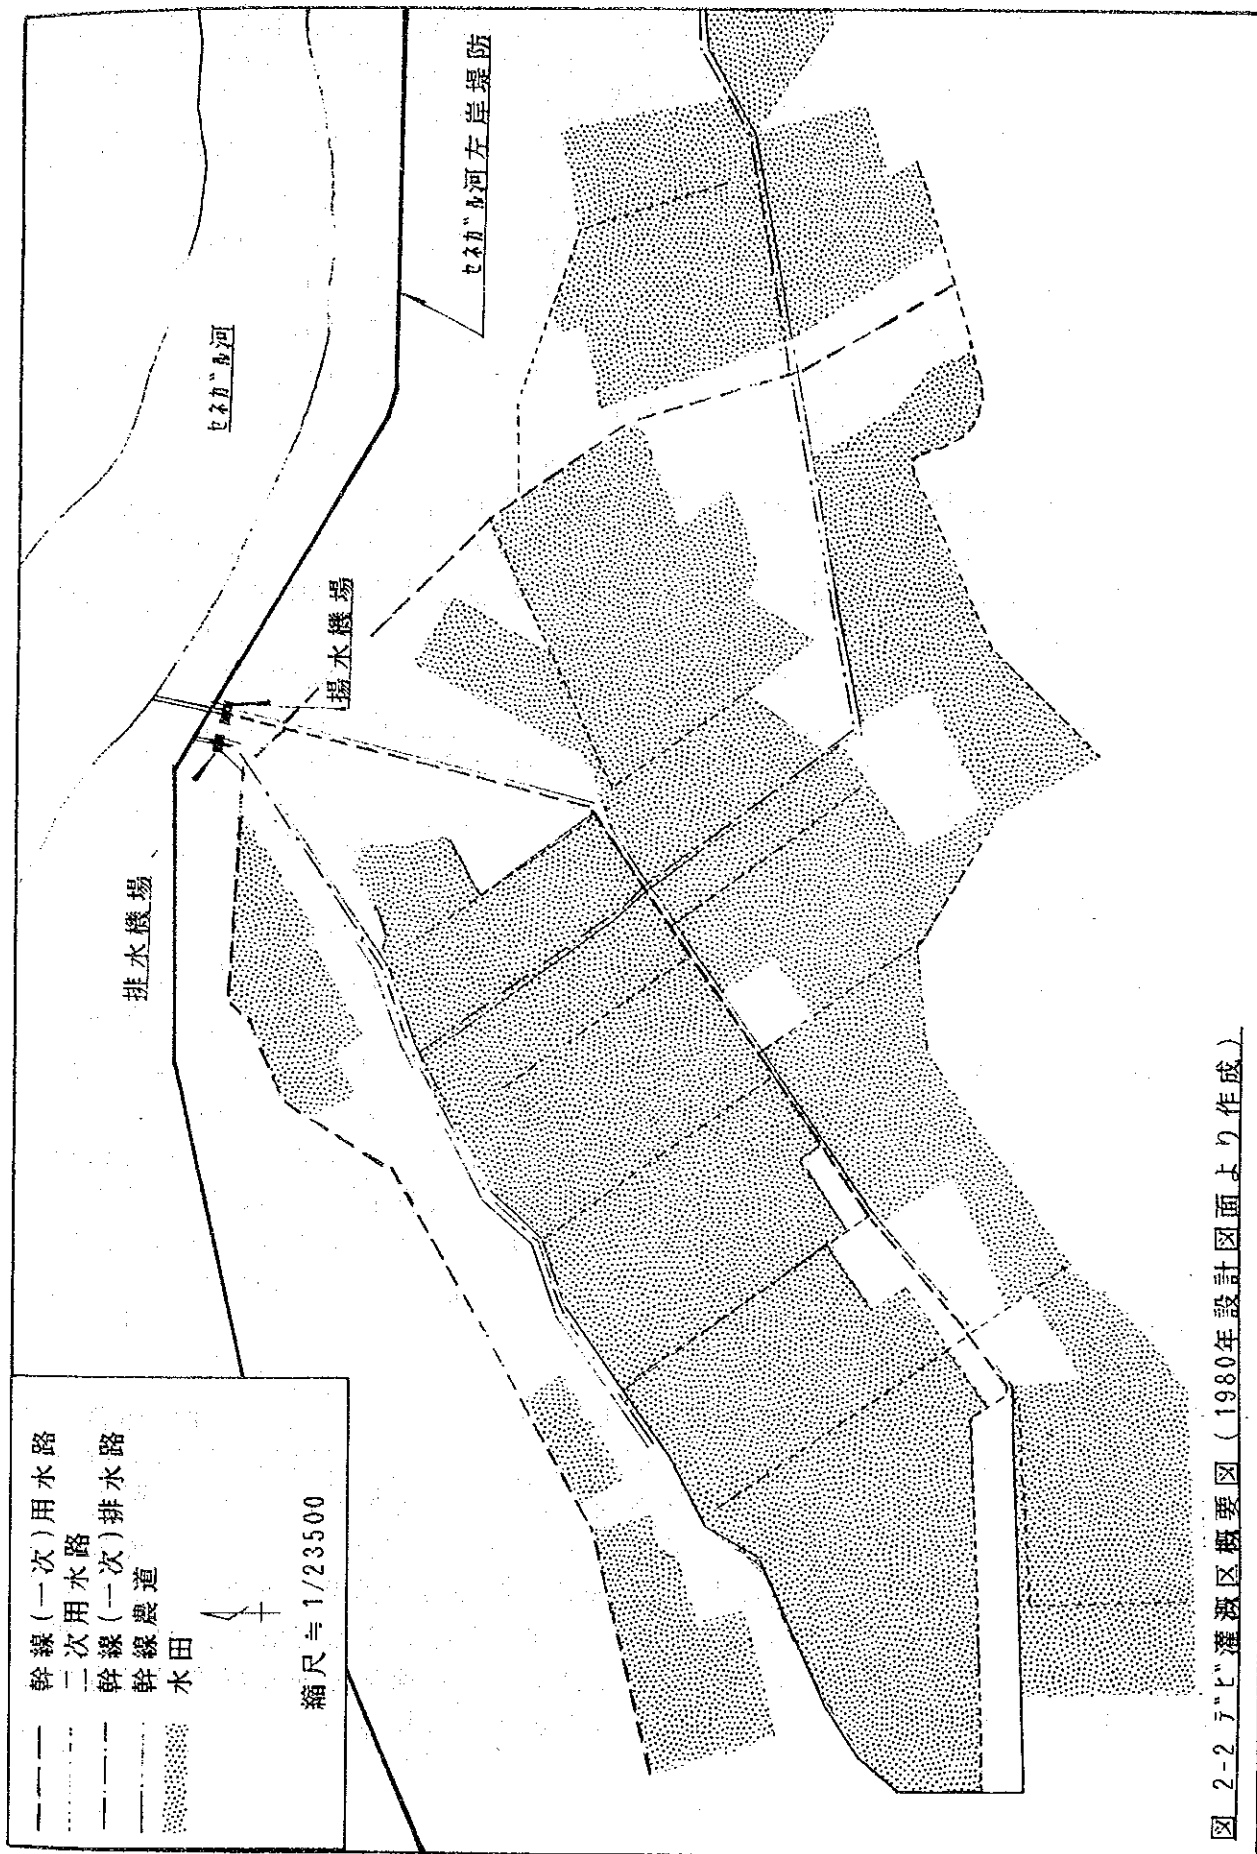 幹線(一次)用水路
二次用水路
幹線(一次)排水路
幹線農道
水田
縮尺≒1/23500
排水機場
揚水機場
セネガル河
セネガル河左岸堤防
図 2-2 デビ灌漑区概要図(1980年設計図面より作成)